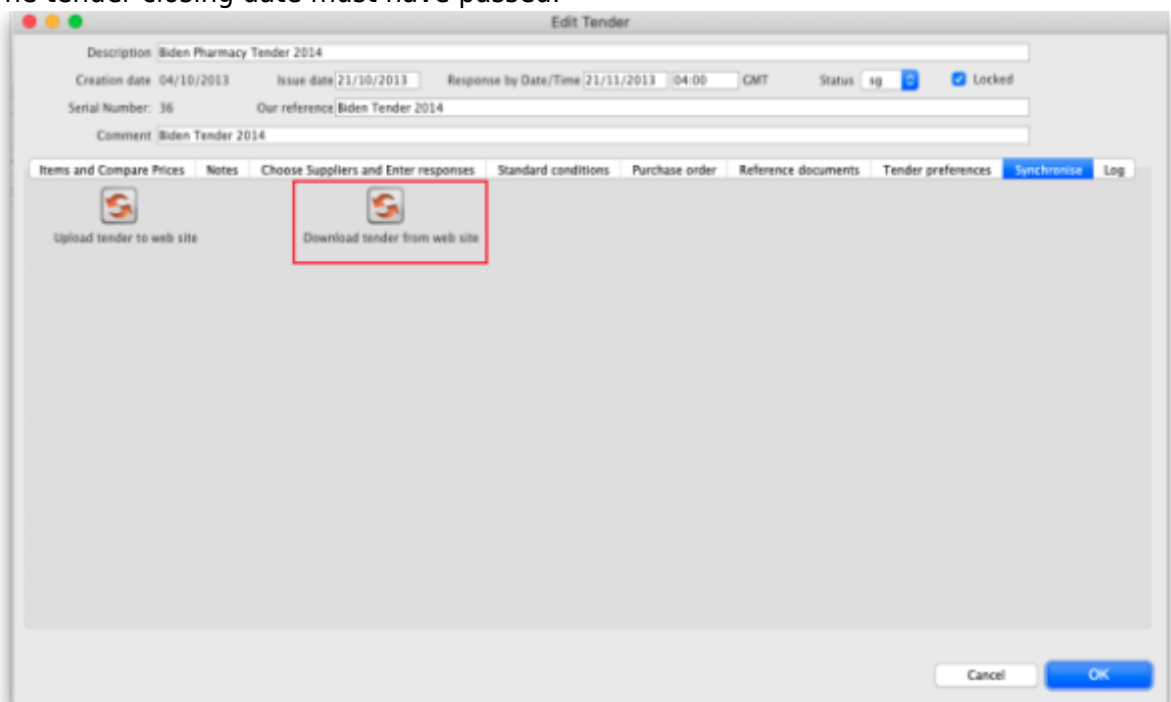 tender closing date must have passed.
Edit Tender
Description Biden Pharmacy Tender 2014
Creation date 04/10/2013 Issue date 21/10/2013 Response by Date/Time 21/11/2013 04:00 GMT Status sg Locked
Serial Number: 36 Our reference Biden Tender 2014
Comment Biden Tender 2014
Items and Compare Prices Notes Choose Suppliers and Enter responses Standard conditions Purchase order Reference documents Tender preferences Synchronise Log
Upload tender to web site Download tender from web site
Cancel OK